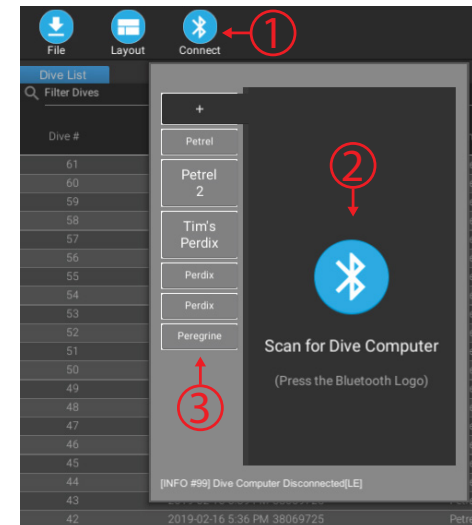 File Layout Connect
1
Dive List
Filter Dives
Dive #
+
Petrel
Petrel
2
Tim's
Perdix
Perdix
Perdix
Peregrine
2
Scan for Dive Computer
(Press the Bluetooth Logo)
3
61
60
59
58
57
56
55
54
53
52
51
50
49
48
47
46
45
44
43
42
[INFO #99] Dive Computer Disconnected[LE]
2019-02-16 5:36 PM 38069725